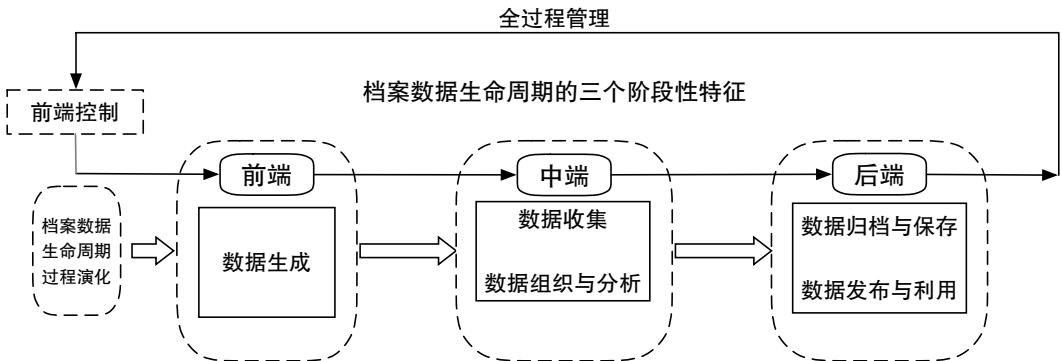 全过程管理
档案数据生命周期的三个阶段性特征
前端控制
前端
中端
后端
档案数据
生命周期
过程演化
数据生成
数据收集
数据组织与分析
数据归档与保存
数据发布与利用